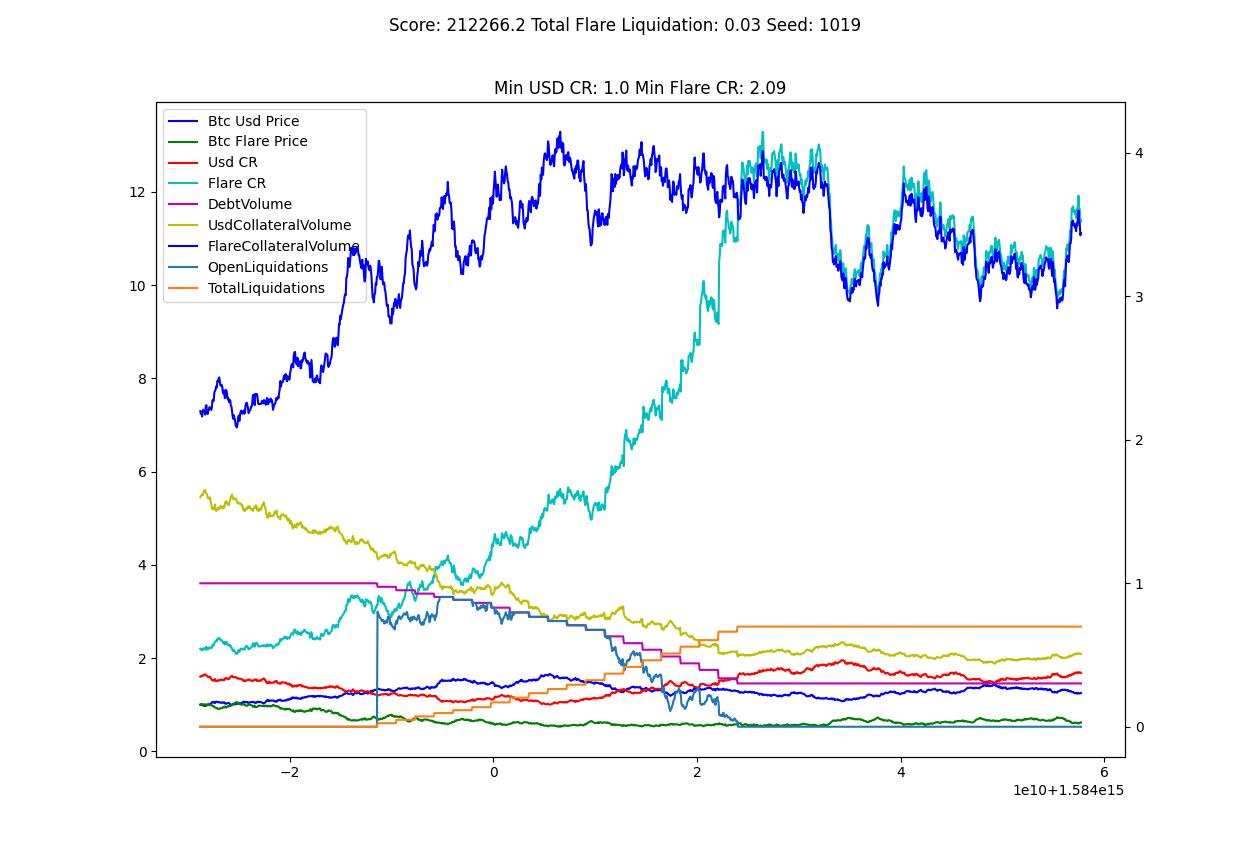 Score: 212266.2 Total Flare Liquidation: 0.03 Seed: 1019
Min USD CR: 1.0 Min Flare CR: 2.09
Btc Usd Price
Btc Flare Price
Usd CR
Flare CR
DebtVolume
UsdCollateralVolume
FlareCollateralVolume
OpenLiquidations
TotalLiquidations
12
10
8
6
4
2
0
4
3
2
1
0
−2
0
2
4
6
1e10+1.584e15